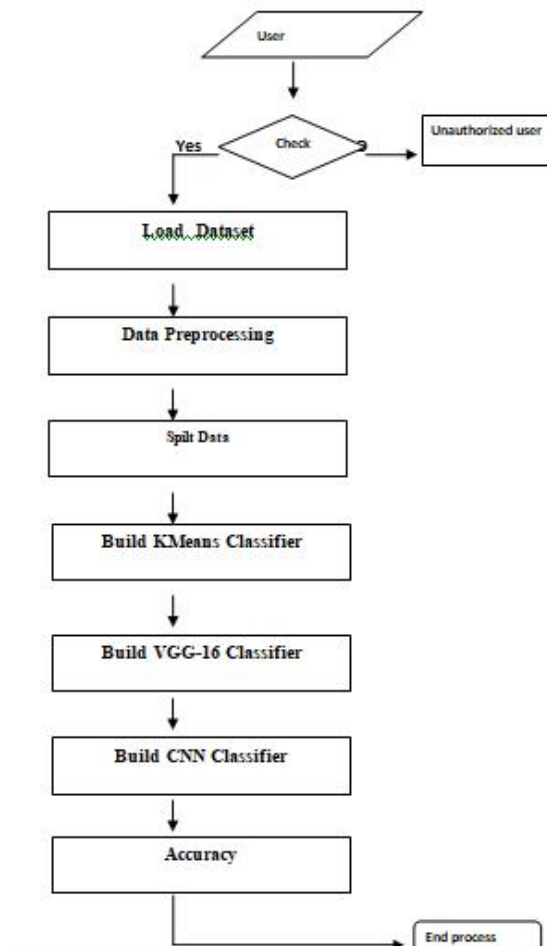 User
Check
Yes
Unauthorized user
Load Dataset
Data Preprocessing
Spilt Data
Build KMeans Classifier
Build VGG-16 Classifier
Build CNN Classifier
Accuracy
End process